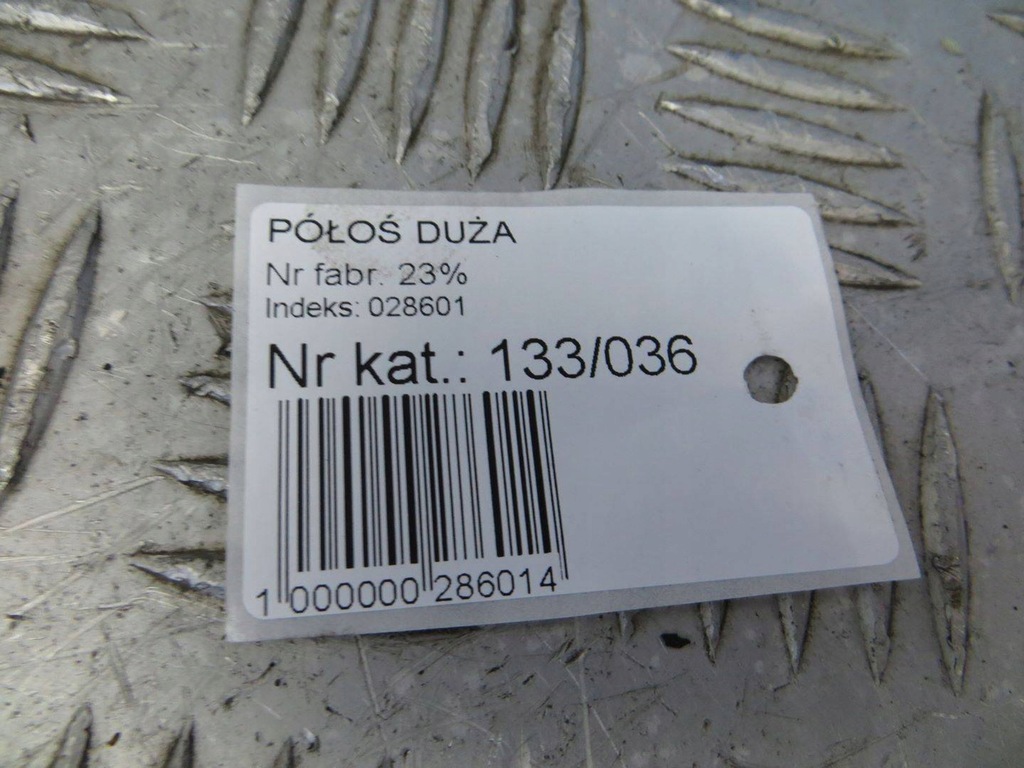 PÓŁOŚ DUŻA
Nr fabr. 23%
Indeks: 028601
Nr kat.: 133/036
1 000000 286014